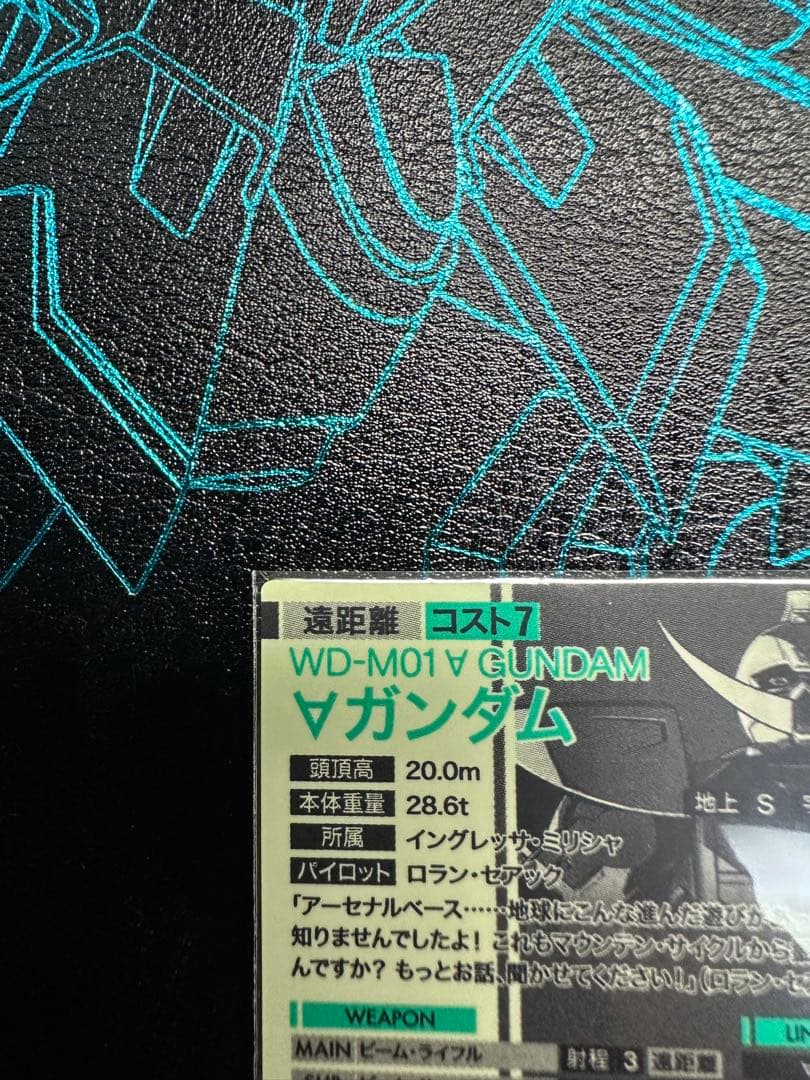 遠距離 コスト7
WD-M01 ∀ GUNDAM
∀ガンダム
頭頂高 20.0m
本体重量 28.6t
地上 S
所属 イングレッサ・ミリシャ
パイロット ロラン・セアック
「アーセナルベース……地球にこんな進んだ遊びが
知りませんでしたよ! これもマウンテン・サイクルから
んですか? もっとお話、聞かせてください!」(ロラン・セ
WEAPON
MAIN ビーム・ライフル 射程 3 遠距離